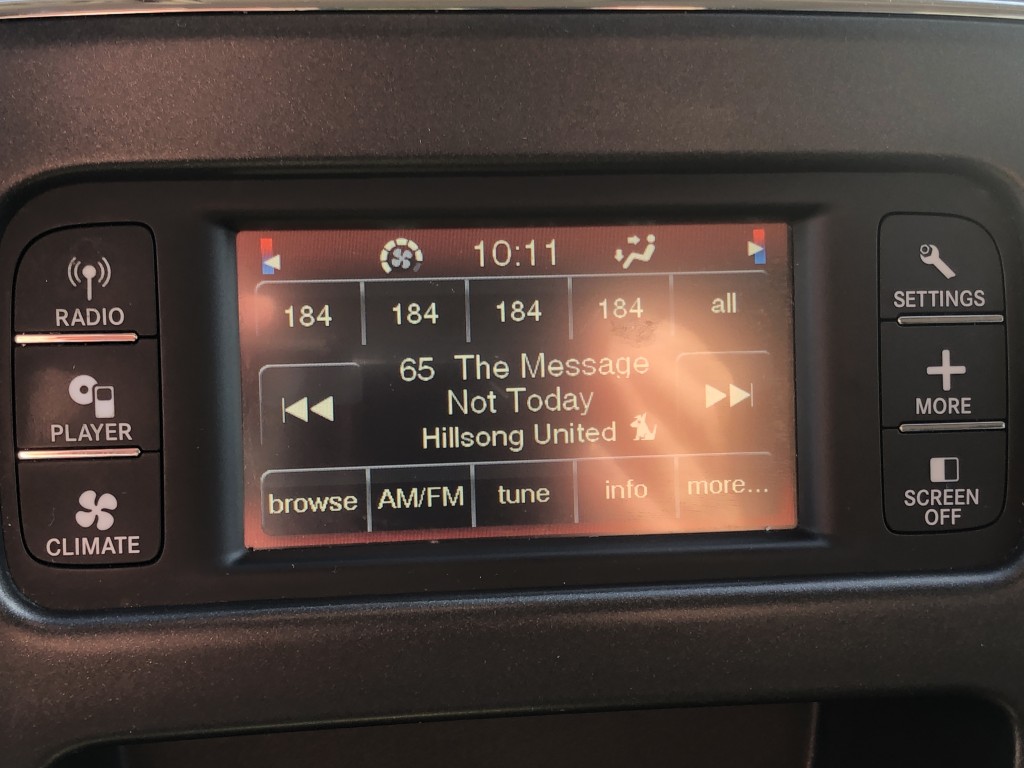 10:11
184 184 184 184 all
65 The Message
Not Today
Hillsong United
browse AM/FM tune info more...
RADIO
PLAYER
CLIMATE
SETTINGS
MORE
SCREEN
OFF